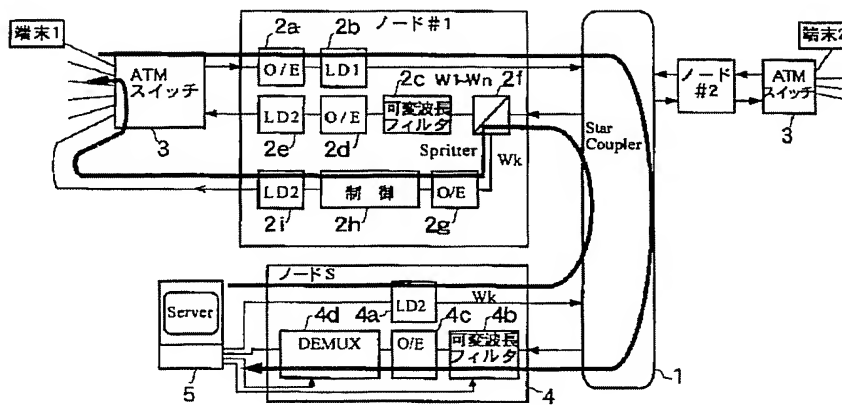 ノード#1
2a
2b
端末1
O/E
LD1
ATM
スイッチ
2c
W1~Wn
2f
LD2
O/E
可変波長
フィルタ
3
2e
2d
Spritter
Wk
LD2
制 御
O/E
2i
2h
2g
Star
Coupler
端末2
ノード
#2
ATM
スイッチ
3
ノードS
LD2
Wk
4a
4c
4b
4d
Server
DEMUX
O/E
可変波長
フィルタ
5
4
1